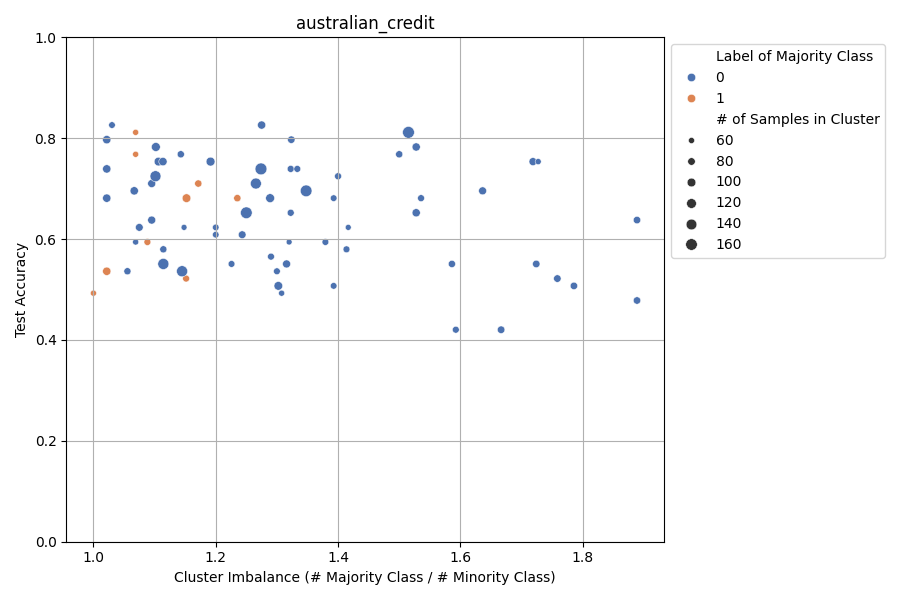 australian_credit
Test Accuracy
1.0
0.8
0.6
0.4
0.2
0.0
1.0 1.2 1.4 1.6 1.8
Cluster Imbalance (# Majority Class / # Minority Class)
Label of Majority Class
0
1
# of Samples in Cluster
60
80
100
120
140
160